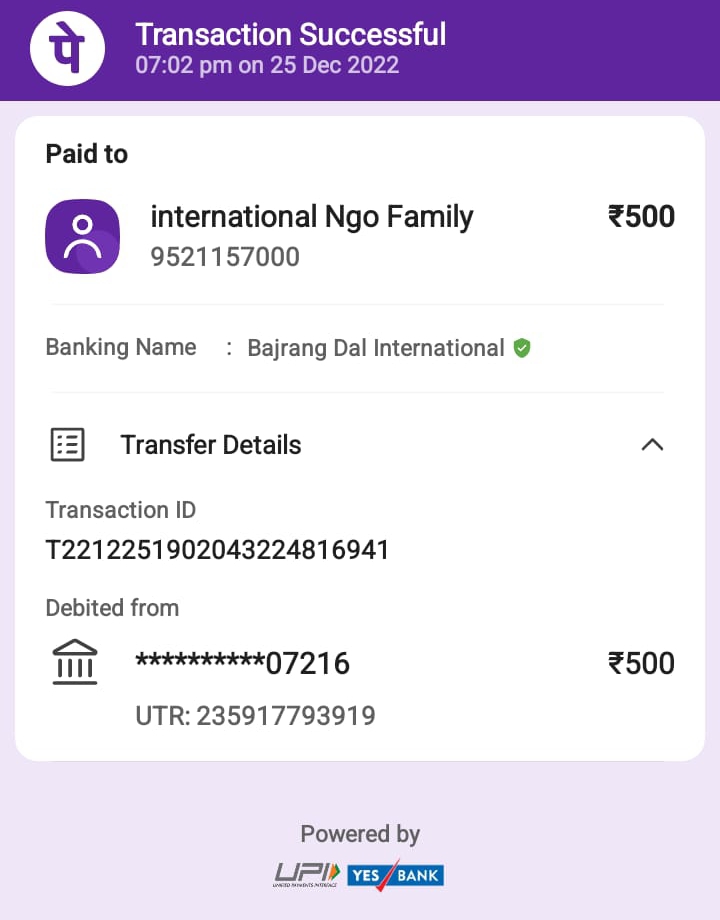 पे
Transaction Successful
07:02 pm on 25 Dec 2022
Paid to
international Ngo Family ₹500
9521157000
Banking Name : Bajrang Dal International
Transfer Details
Transaction ID
T2212251902043224816941
Debited from
**********07216 ₹500
UTR: 235917793919
Powered by
UPI YES BANK
UNIFIED PAYMENTS INTERFACE